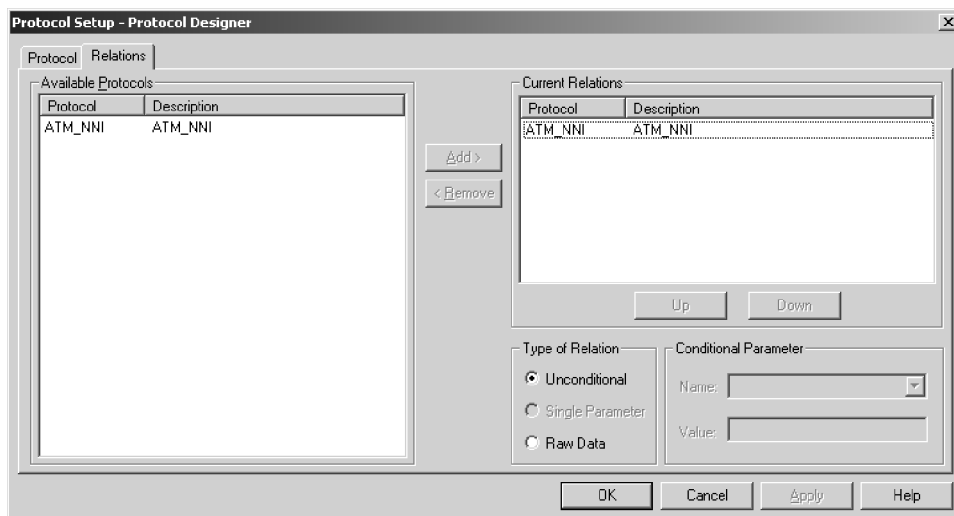 Protocol Setup - Protocol Designer
Protocol Relations
Available Protocols
Protocol Description
ATM_NNI ATM_NNI
Add >
< Remove
Current Relations
Protocol Description
ATM_NNI ATM_NNI
Up Down
Type of Relation
Unconditional
Single Parameter
Raw Data
Conditional Parameter
Name:
Value:
OK Cancel Apply Help